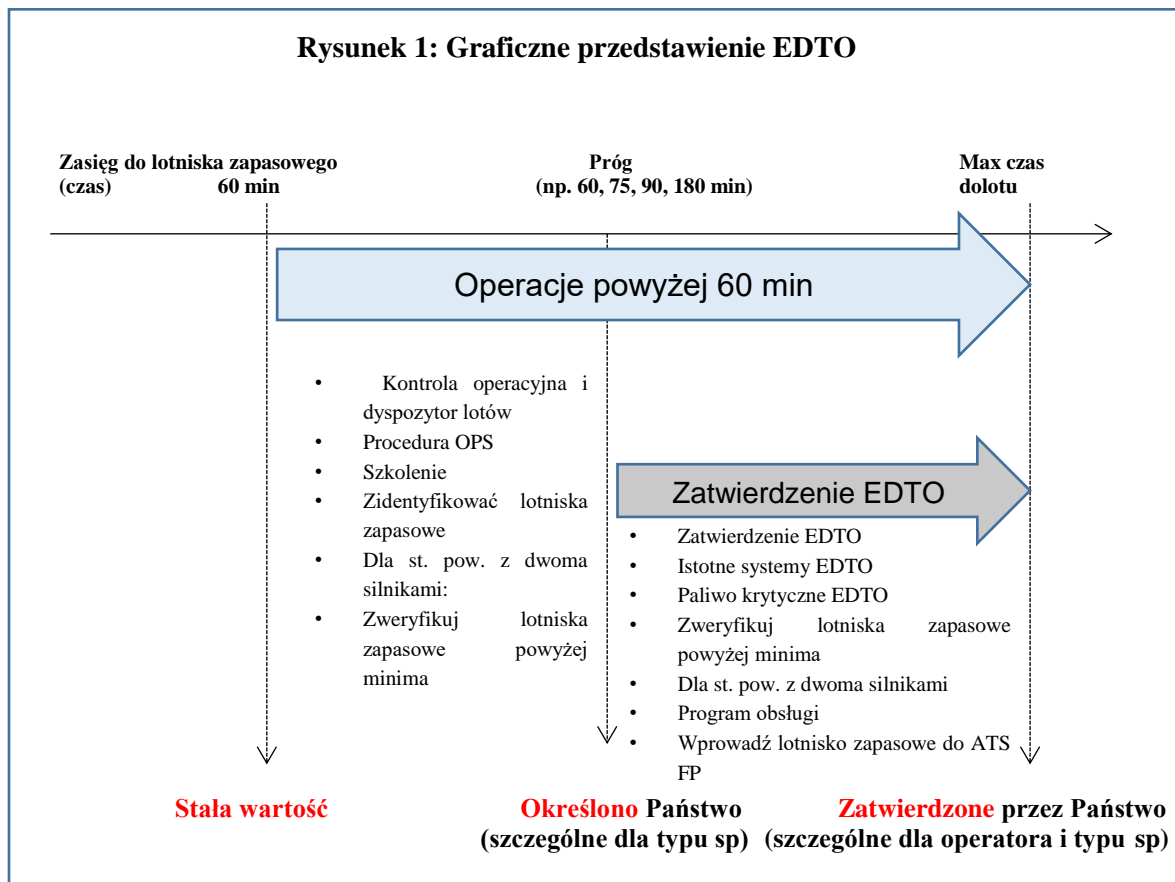 Rysunek 1: Graficzne przedstawienie EDTO
Zasięg do lotniska zapasowego
(czas) 60 min
Próg
(np. 60, 75, 90, 180 min)
Max czas
dolotu
Operacje powyżej 60 min
• Kontrola operacyjna i
dyspozytor lotów
• Procedura OPS
• Szkolenie
• Zidentyfikować lotniska
zapasowe
• Dla st. pow. z dwoma
silnikami:
• Zweryfikuj lotniska
zapasowe powyżej
minima
Zatwierdzenie EDTO
• Zatwierdzenie EDTO
• Istotne systemy EDTO
• Paliwo krytyczne EDTO
• Zweryfikuj lotniska zapasowe
powyżej minima
• Dla st. pow. z dwoma silnikami
• Program obsługi
• Wprowadź lotnisko zapasowe do ATS
FP
Stała wartość
Określono Państwo
(szczególne dla typu sp)
Zatwierdzone przez Państwo
(szczególne dla operatora i typu sp)